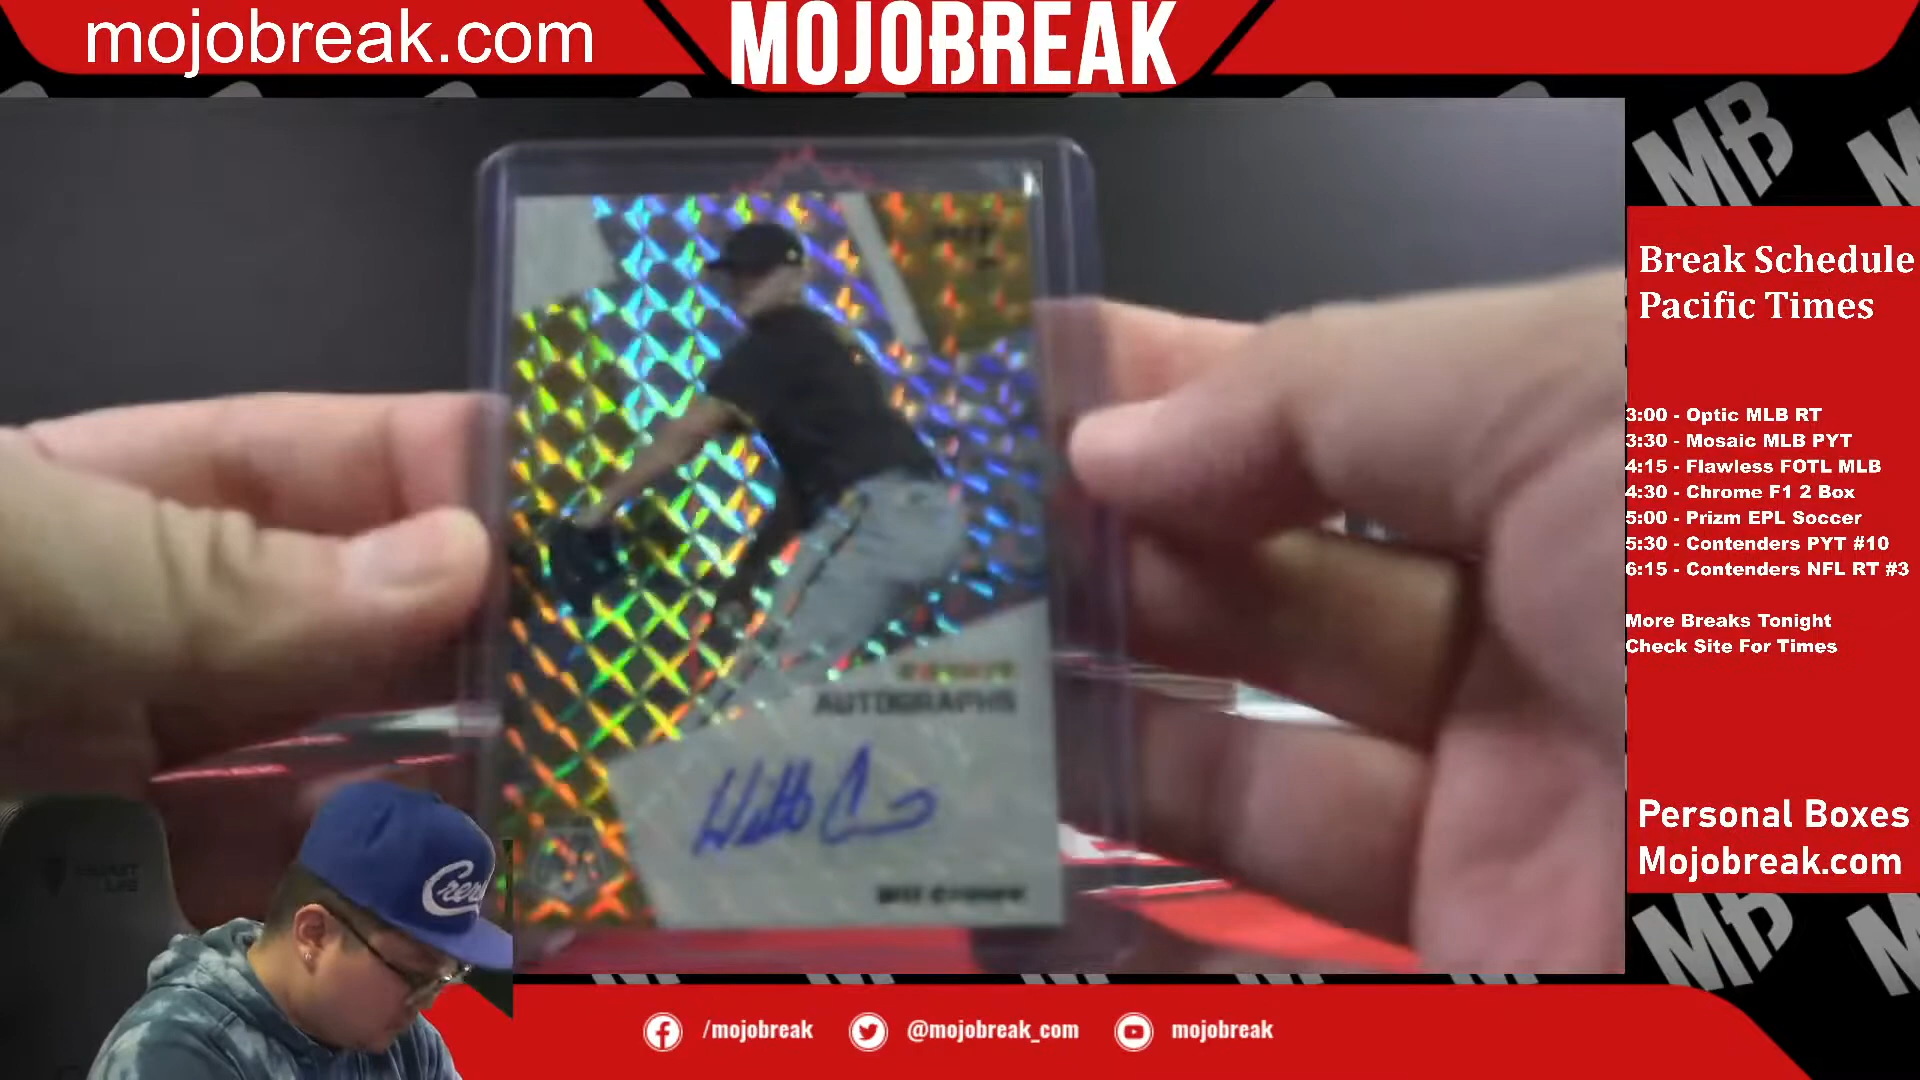 mojobreak.com
MOJOBREAK
MB
Break Schedule
Pacific Times
3:00 - Optic MLB RT
3:30 - Mosaic MLB PYT
4:15 - Flawless FOTL MLB
4:30 - Chrome F1 2 Box
5:00 - Prizm EPL Soccer
5:30 - Contenders PYT #10
6:15 - Contenders NFL RT #3
More Breaks Tonight
Check Site For Times
AUTOGRAPHS
Personal Boxes
Mojobreak.com
MB
/mojobreak
@mojobreak_com
mojobreak